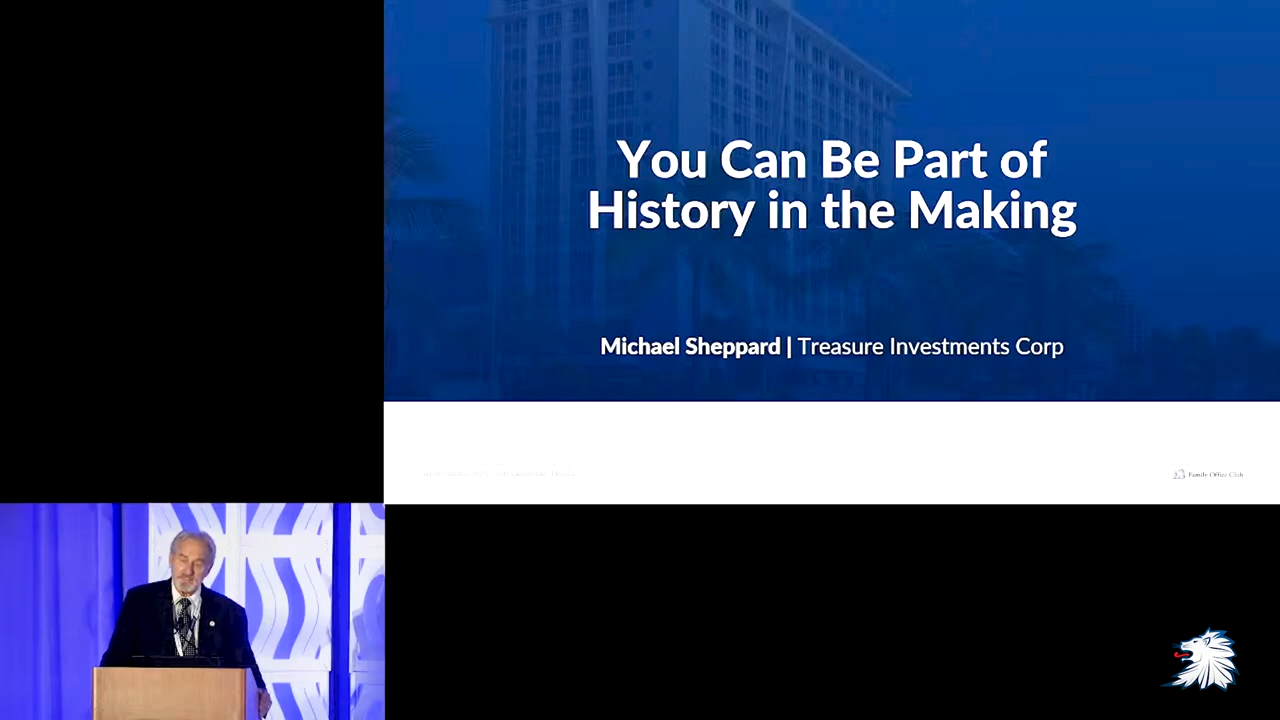 You Can Be Part of
History in the Making
Michael Sheppard | Treasure Investments Corp
Family Office Club